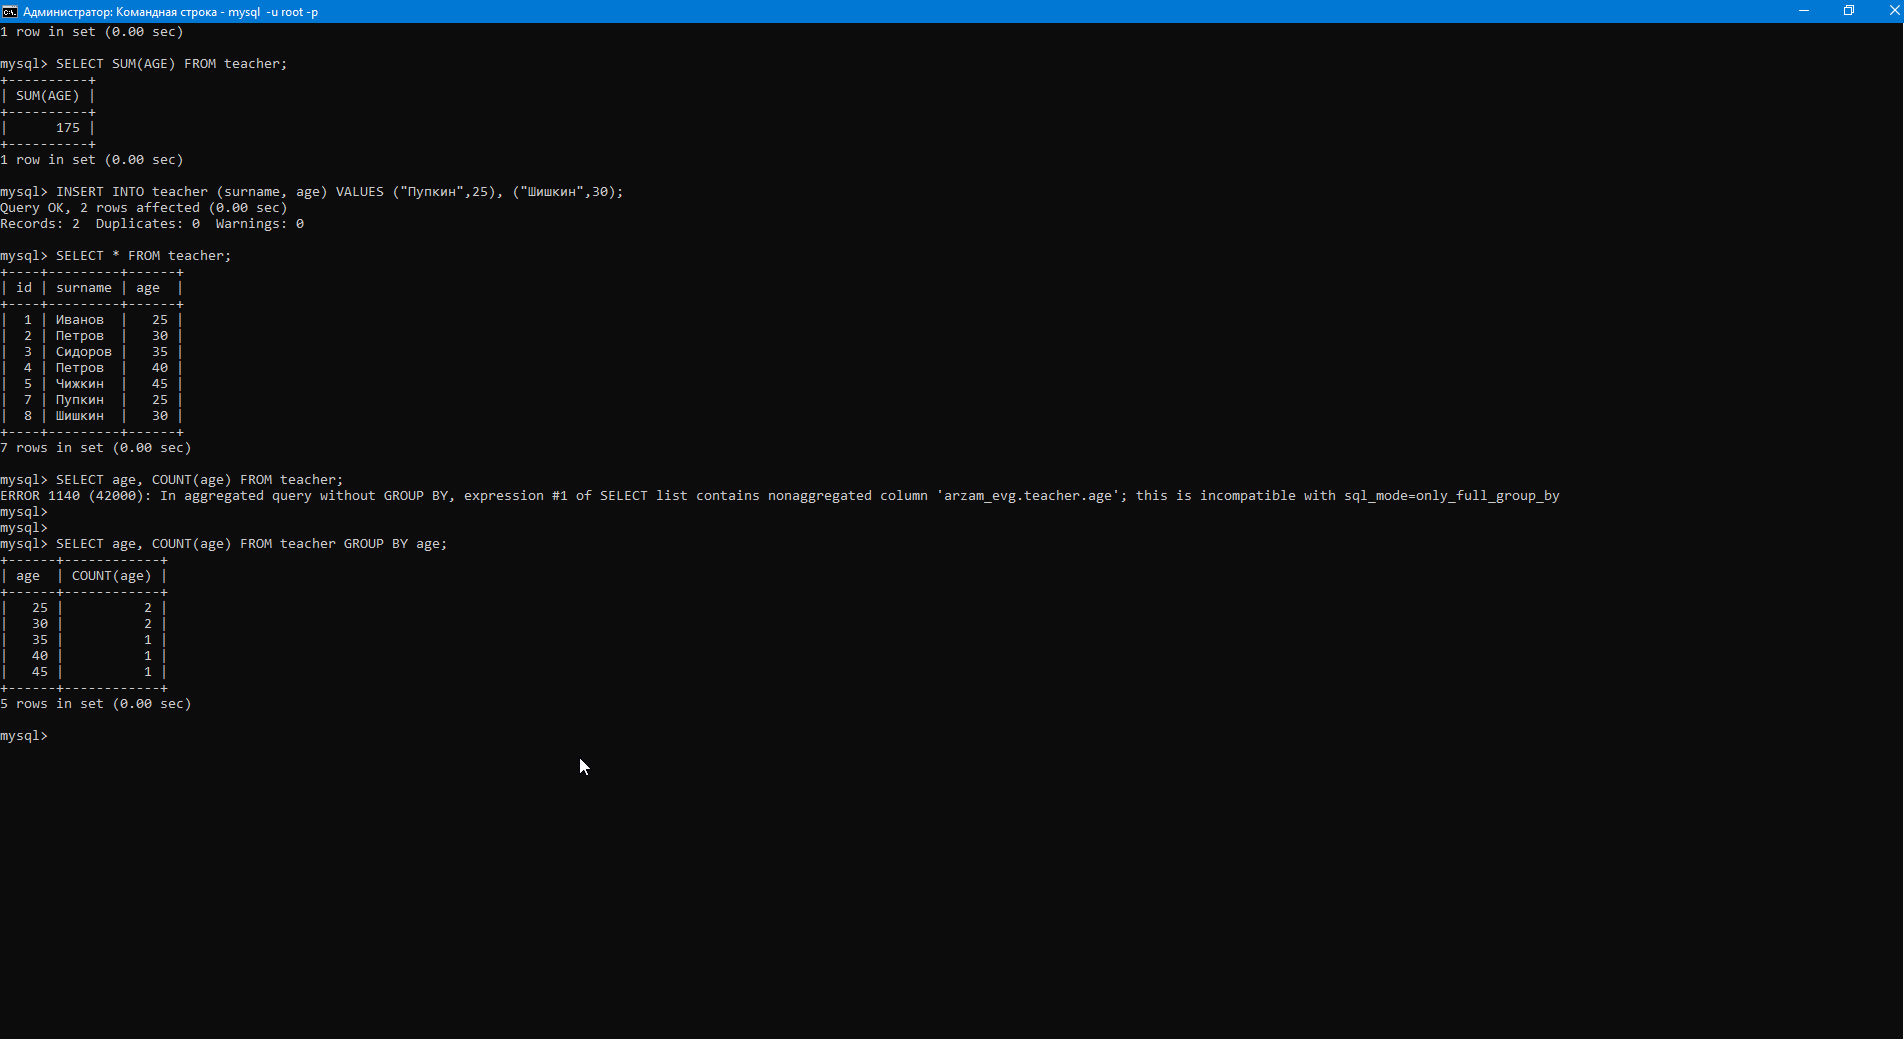 Администратор: Командная строка - mysql  -u root -p
1 row in set (0.00 sec)

mysql> SELECT SUM(AGE) FROM teacher;
+----------+
| SUM(AGE) |
+----------+
|      175 |
+----------+
1 row in set (0.00 sec)

mysql> INSERT INTO teacher (surname, age) VALUES ("Пупкин",25), ("Шишкин",30);
Query OK, 2 rows affected (0.00 sec)
Records: 2  Duplicates: 0  Warnings: 0

mysql> SELECT * FROM teacher;
+----+---------+------+
| id | surname | age  |
+----+---------+------+
|  1 | Иванов  |   25 |
|  2 | Петров  |   30 |
|  3 | Сидоров |   35 |
|  4 | Петров  |   40 |
|  5 | Чижкин  |   45 |
|  7 | Пупкин  |   25 |
|  8 | Шишкин  |   30 |
+----+---------+------+
7 rows in set (0.00 sec)

mysql> SELECT age, COUNT(age) FROM teacher;
ERROR 1140 (42000): In aggregated query without GROUP BY, expression #1 of SELECT list contains nonaggregated column 'arzam_evg.teacher.age'; this is incompatible with sql_mode=only_full_group_by
mysql>
mysql>
mysql> SELECT age, COUNT(age) FROM teacher GROUP BY age;
+------+------------+
| age  | COUNT(age) |
+------+------------+
|   25 |          2 |
|   30 |          2 |
|   35 |          1 |
|   40 |          1 |
|   45 |          1 |
+------+------------+
5 rows in set (0.00 sec)

mysql>